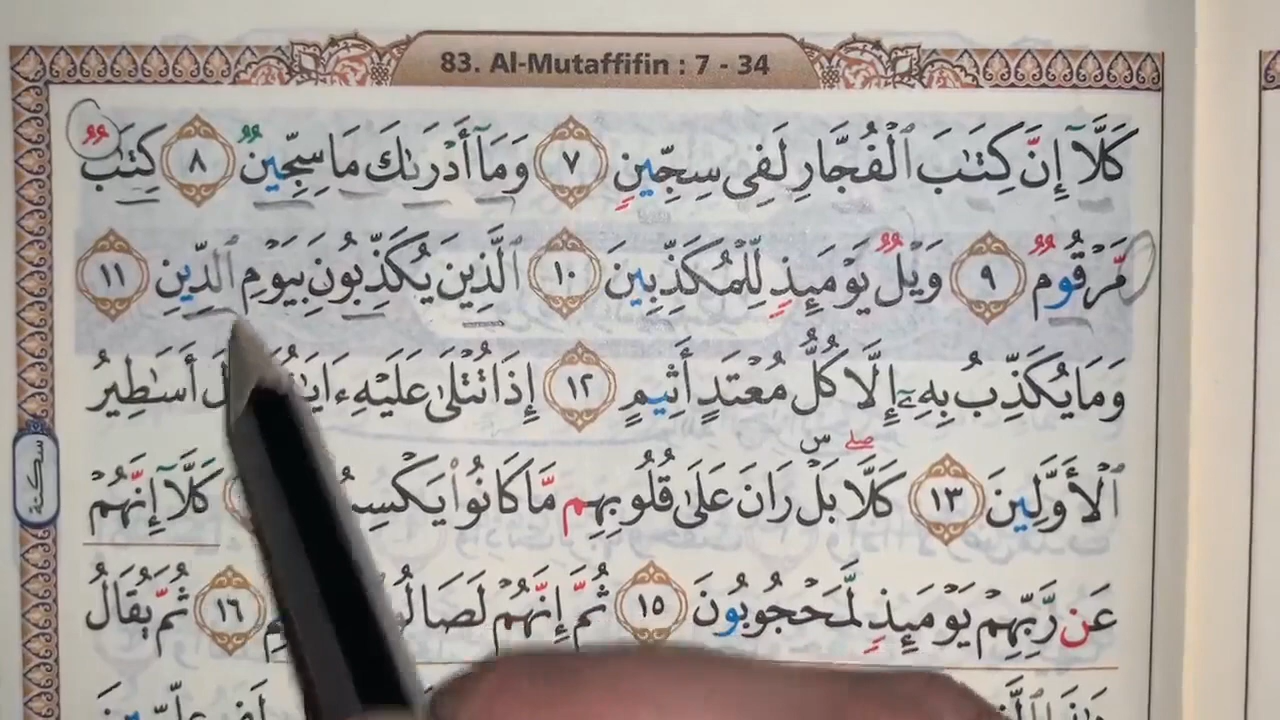 83. Al-Mutaffifin : 7 - 34
كَلَّآ إِنَّ كِتَٰبَ ٱلْفُجَّارِ لَفِى سِجِّينٍ ٧ وَمَآ أَدْرَىٰكَ مَا سِجِّينٌ ٨ كِتَٰبٌ
مَّرْقُومٌ ٩ وَيْلٌ يَوْمَئِذٍ لِّلْمُكَذِّبِينَ ١٠ ٱلَّذِينَ يُكَذِّبُونَ بِيَوْمِ ٱلدِّينِ ١١
وَمَا يُكَذِّبُ بِهِۦٓ إِلَّا كُلُّ مُعْتَدٍ أَثِيمٍ ١٢ إِذَا تُتْلَىٰ عَلَيْهِ أَسَٰطِيرُ
ٱلْأَوَّلِينَ ١٣ كَلَّا ۖ بَلْ ۜ رَانَ عَلَىٰ قُلُوبِهِم مَّا كَانُوا۟ كَلَّآ إِنَّهُمْ
عَن رَّبِّهِمْ يَوْمَئِذٍ لَّمَحْجُوبُونَ ١٥ ثُمَّ إِنَّهُمْ ١٦ ثُمَّ يُقَالُ
سكتة